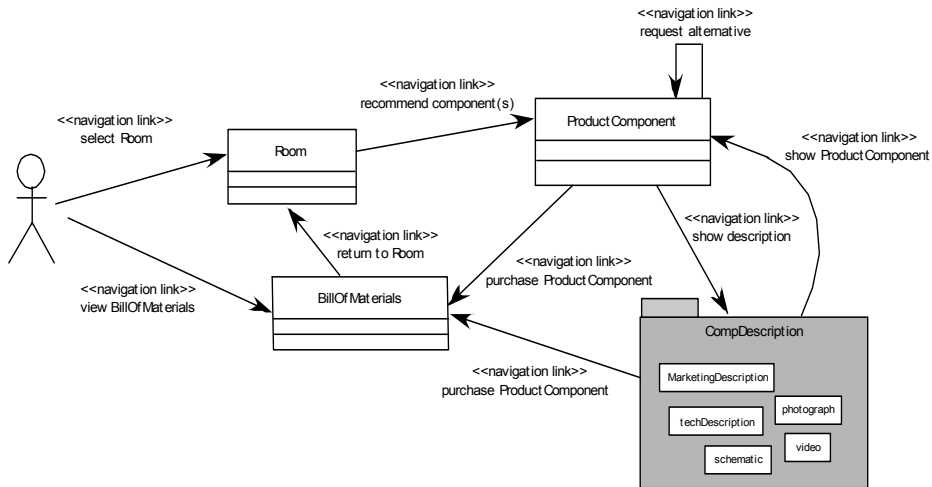 <<navigation link>>
request alternative
<<navigation link>>
recommend component(s)
Product Component
<<navigation link>>
select Room
Room
<<navigation link>>
show Product Component
<<navigation link>>
show description
<<navigation link>>
return to Room
<<navigation link>>
purchase Product Component
<<navigation link>>
view BillOfMaterials
BillOfMaterials
CompDescription
<<navigation link>>
purchase Product Component
MarketingDescription
photograph
techDescription
video
schematic